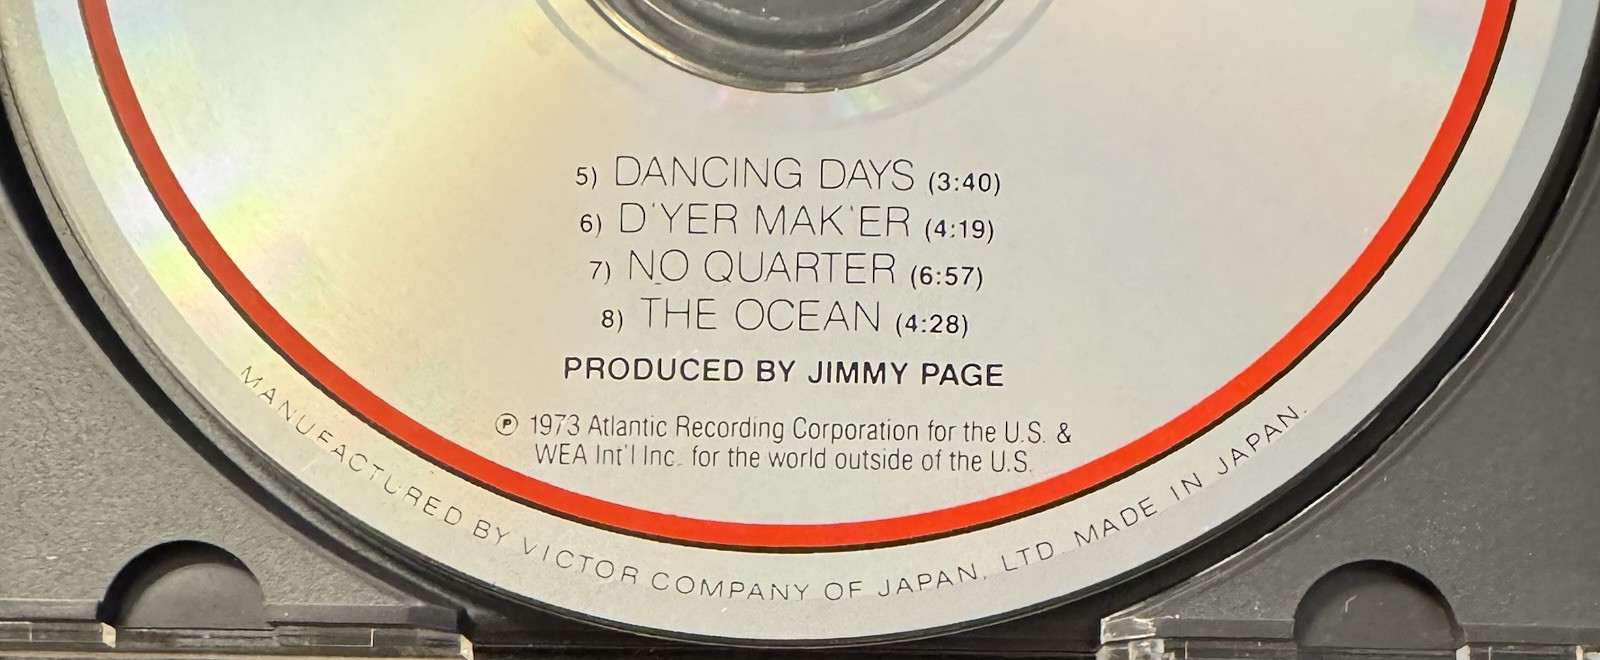 5) DANCING DAYS (3:40)
6) D'YER MAK'ER (4:19)
7) NO QUARTER (6:57)
8) THE OCEAN (4:28)
PRODUCED BY JIMMY PAGE
℗ 1973 Atlantic Recording Corporation for the U.S. &
WEA Int'l Inc. for the world outside of the U.S.
MANUFACTURED BY VICTOR COMPANY OF JAPAN, LTD. MADE IN JAPAN.